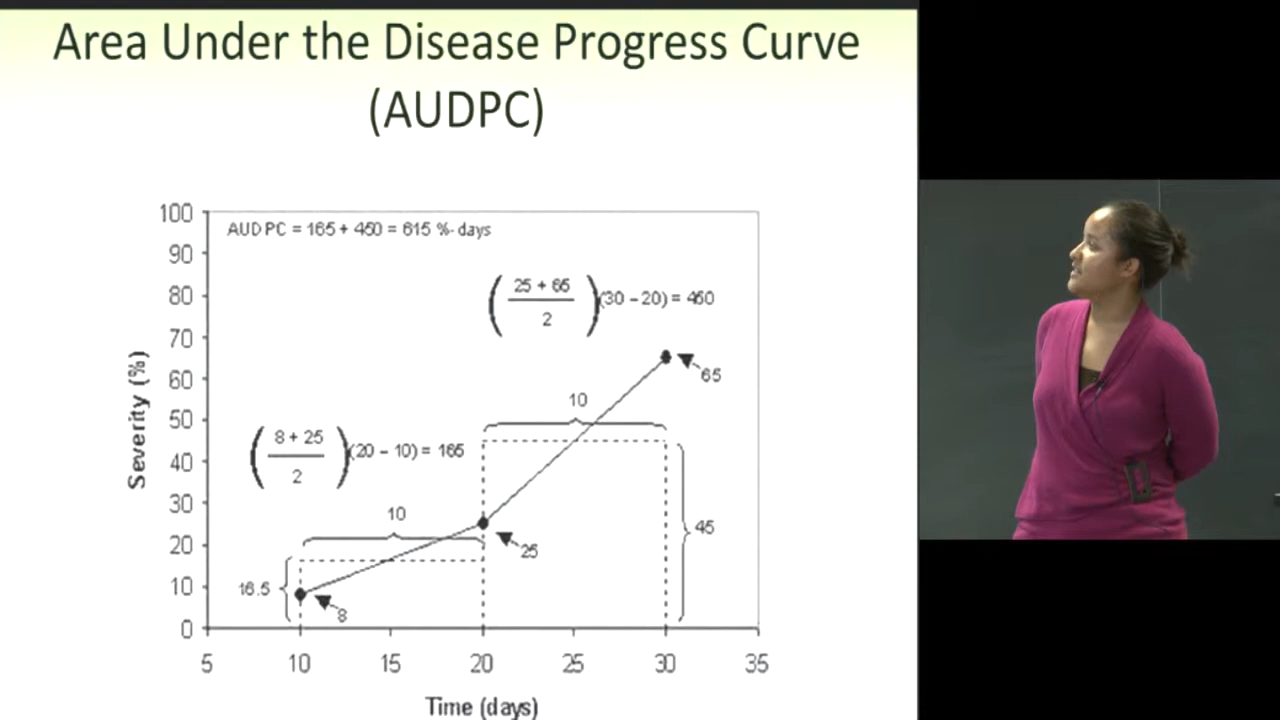 Area Under the Disease Progress Curve
(AUDPC)
100
AUDPC = 165 + 450 = 615 %-days
90
25 + 65
80
(30 – 20) = 450
2
70
65
60
Severity (%)
50
10
8 + 25
40
(20 – 10) = 165
2
30
10
45
20
25
16.5
10
8
0
5 10 15 20 25 30 35
Time (days)